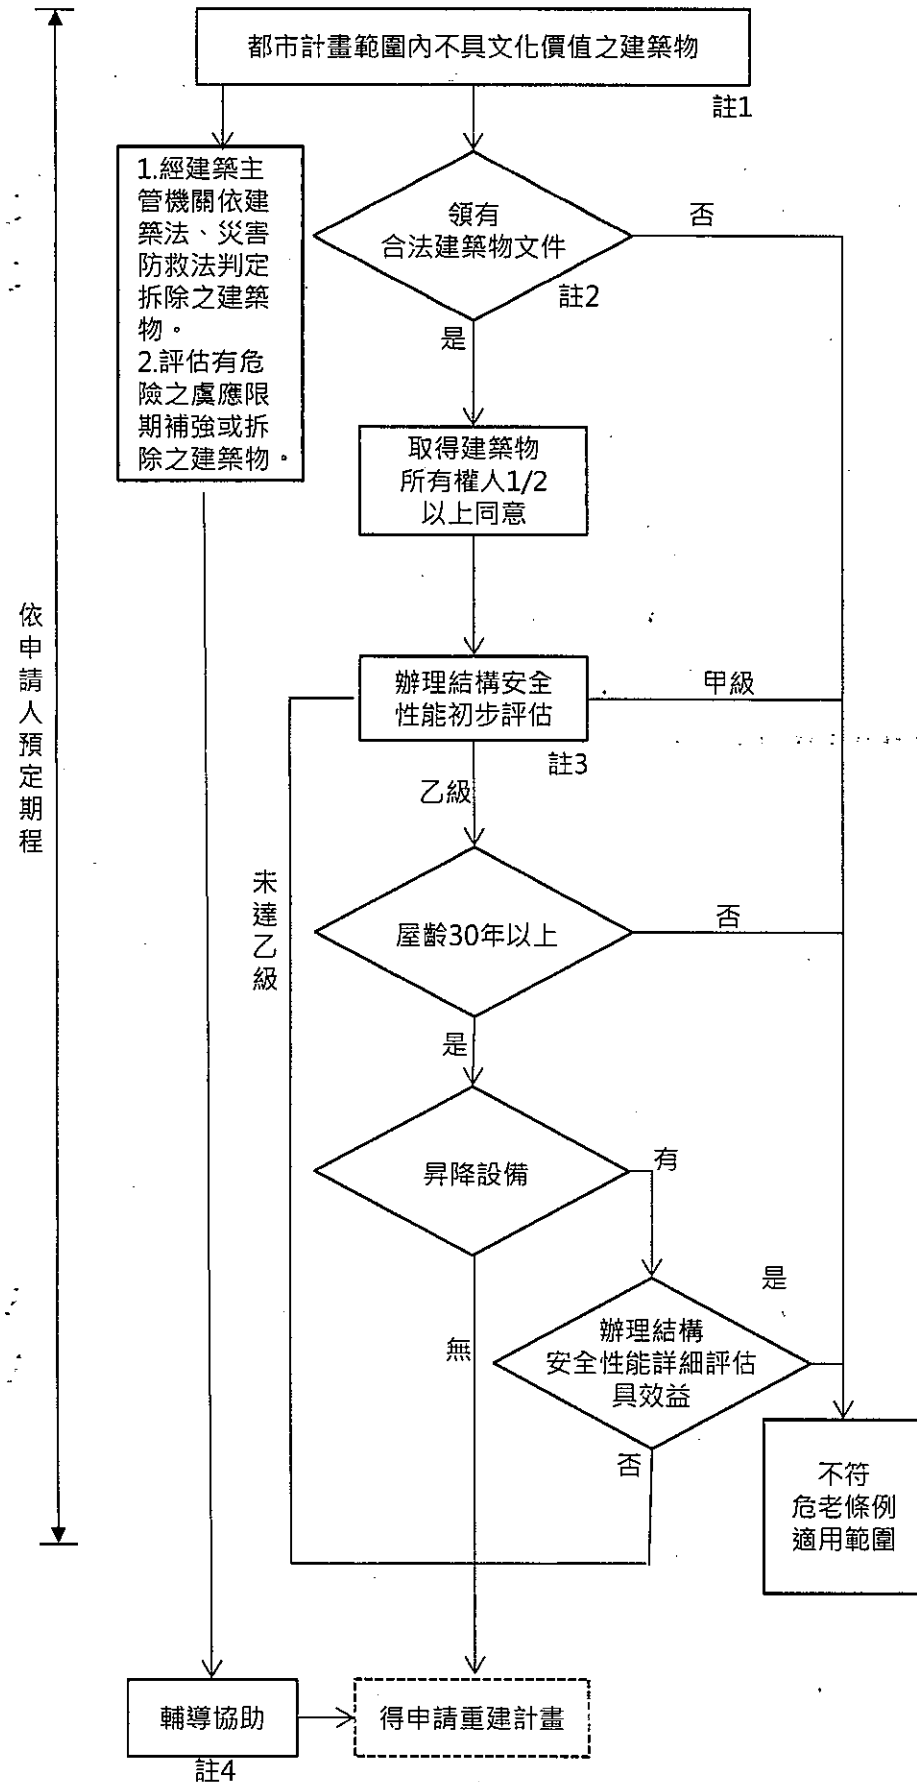 都市計畫範圍內不具文化價值之建築物
註1
1.經建築主
管機關依建
築法、災害
防救法判定
拆除之建築
物。
2.評估有危
險之虞應限
期補強或拆
除之建築物。
領有
合法建築物文件
註2
否
是
取得建築物
所有權人1/2
以上同意
辦理結構安全
性能初步評估
註3
甲級
乙級
未達乙級
依申請人預定期程
屋齡30年以上
否
是
昇降設備
有
無
辦理結構
安全性能詳細評估
具效益
是
否
不符
危老條例
適用範圍
輔導協助
註4
得申請重建計畫